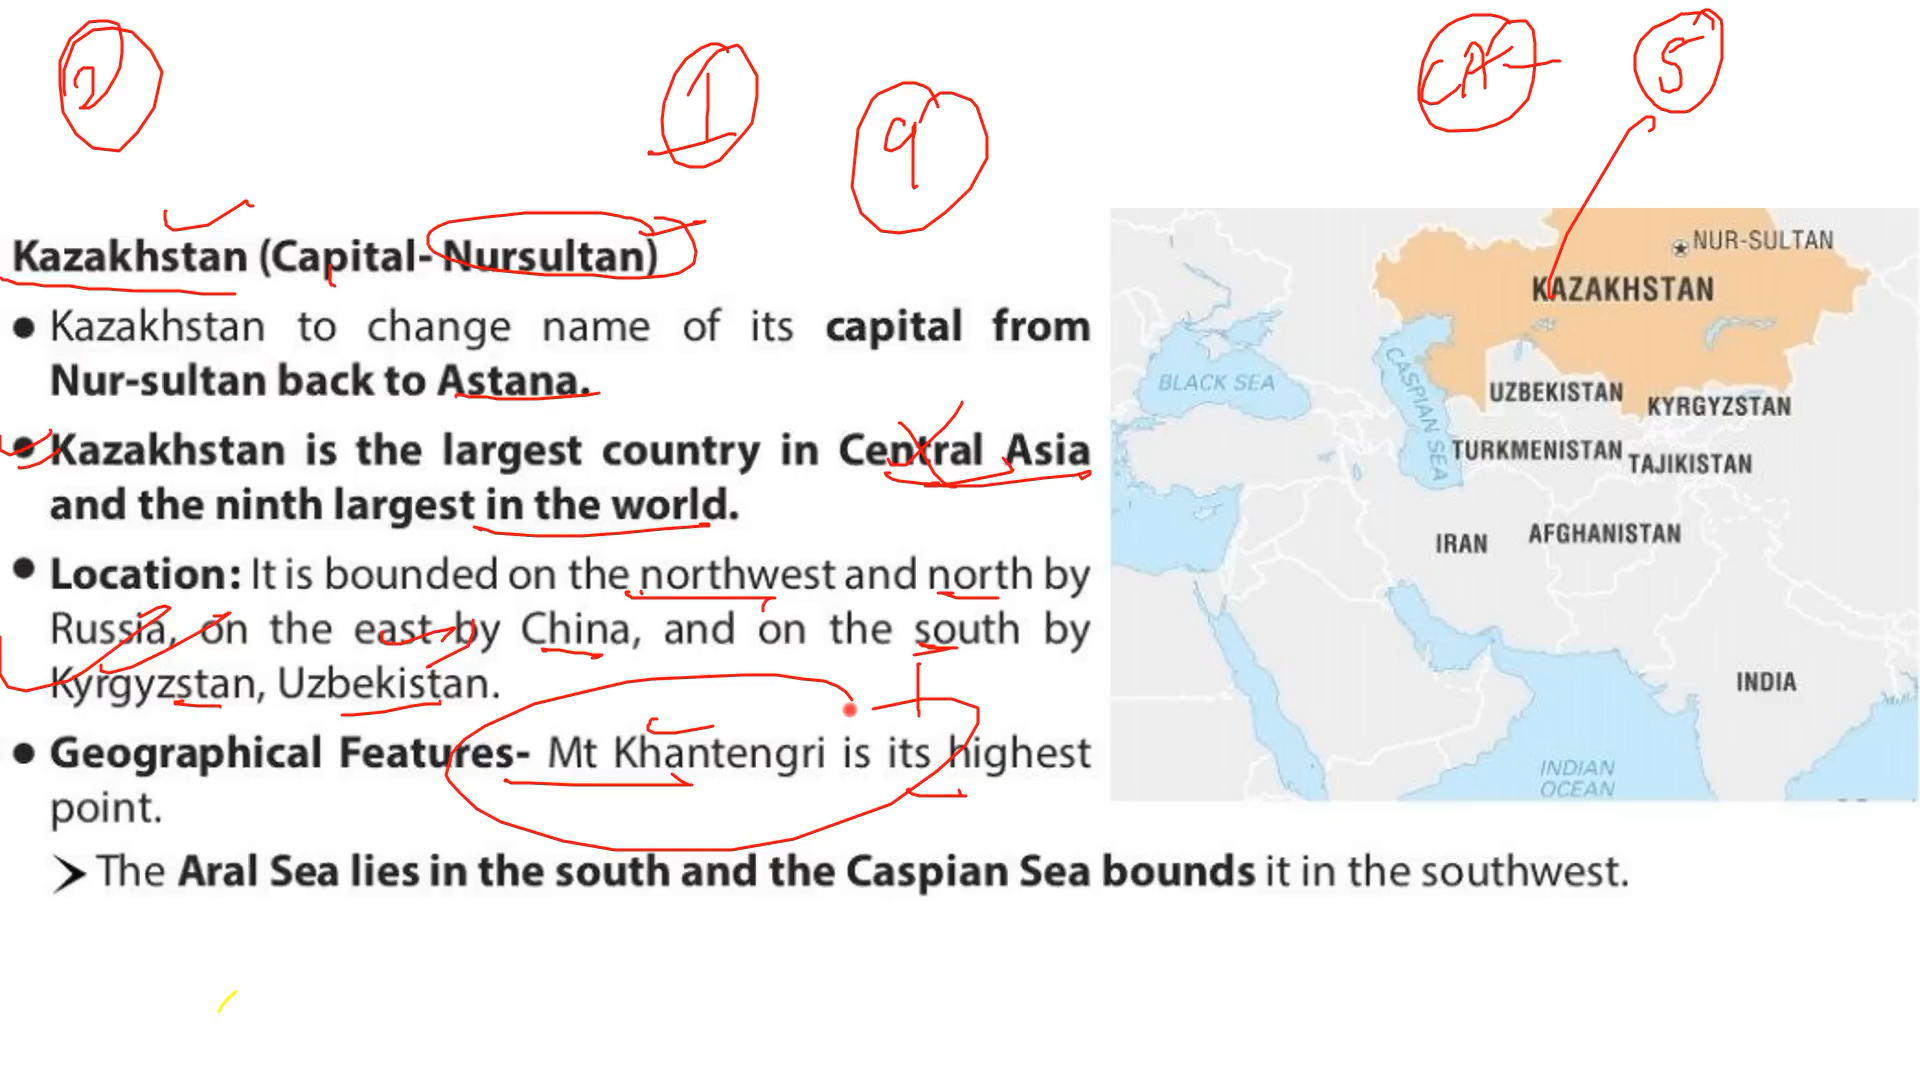 2
1
9
CA-
5
Kazakhstan (Capital- Nursultan)
● Kazakhstan to change name of its capital from
Nur-sultan back to Astana.
● Kazakhstan is the largest country in Central Asia
and the ninth largest in the world.
● Location: It is bounded on the northwest and north by
Russia, on the east by China, and on the south by
Kyrgyzstan, Uzbekistan.
● Geographical Features- Mt Khantengri is its highest
point.
➤ The Aral Sea lies in the south and the Caspian Sea bounds it in the southwest.
NUR-SULTAN
KAZAKHSTAN
BLACK SEA
CASPIAN SEA
UZBEKISTAN
KYRGYZSTAN
TURKMENISTAN
TAJIKISTAN
IRAN
AFGHANISTAN
INDIA
INDIAN
OCEAN